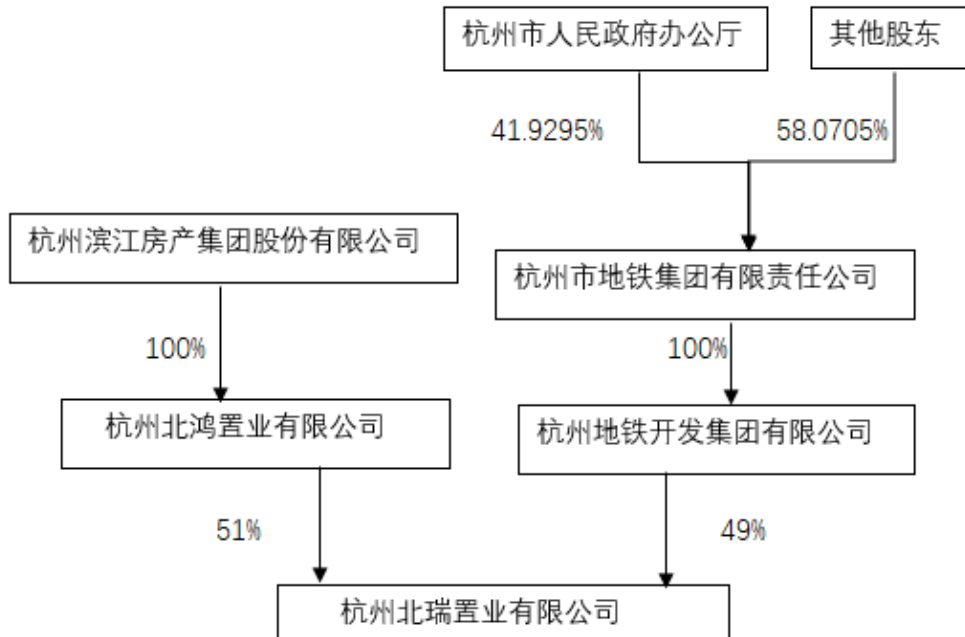 杭州市人民政府办公厅
其他股东
41.9295%
58.0705%
杭州滨江房产集团股份有限公司
杭州市地铁集团有限责任公司
100%
100%
杭州北鸿置业有限公司
杭州地铁开发集团有限公司
51%
49%
杭州北瑞置业有限公司